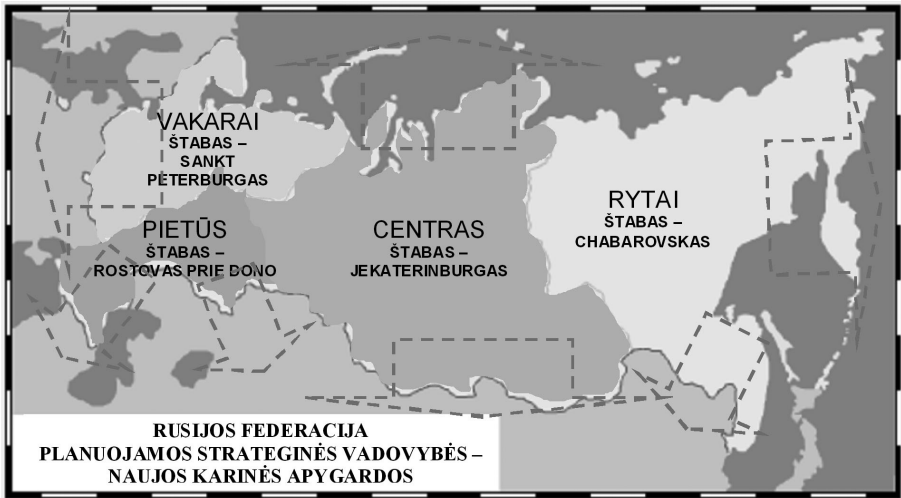 VAKARAI
ŠTABAS –
SANKT
PETERBURGAS
PIETŪS
ŠTABAS –
ROSTOVAS PRIE DONO
CENTRAS
ŠTABAS –
JEKATERINBURGAS
RYTAI
ŠTABAS –
CHABAROVSKAS
RUSIJOS FEDERACIJA
PLANUOJAMOS STRATEGINĖS VADOVYBĖS –
NAUJOS KARINĖS APYGARDOS